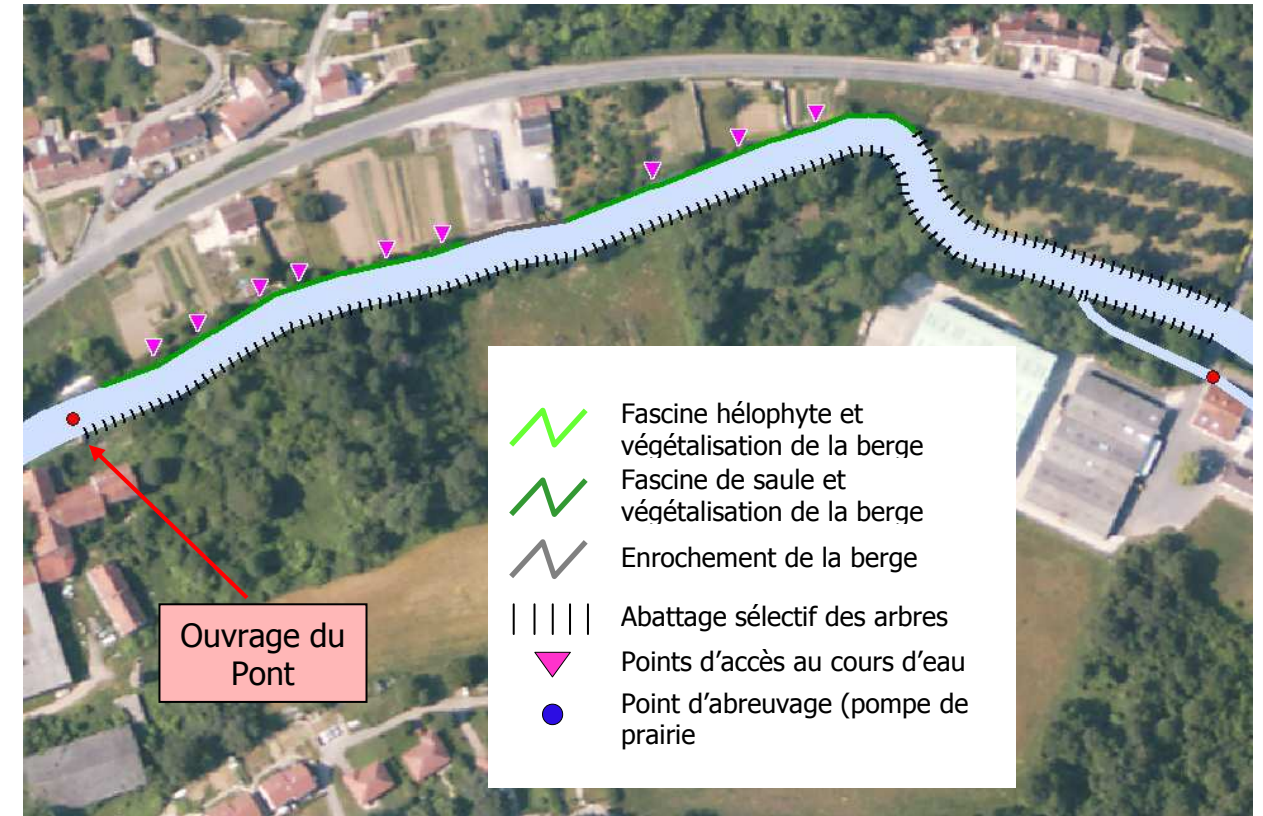 Fascine hélophyte et
végétalisation de la berge
Fascine de saule et
végétalisation de la berge
Enrochement de la berge
Abattage sélectif des arbres
Points d'accès au cours d'eau
Point d'abreuvage (pompe de
prairie
Ouvrage du
Pont